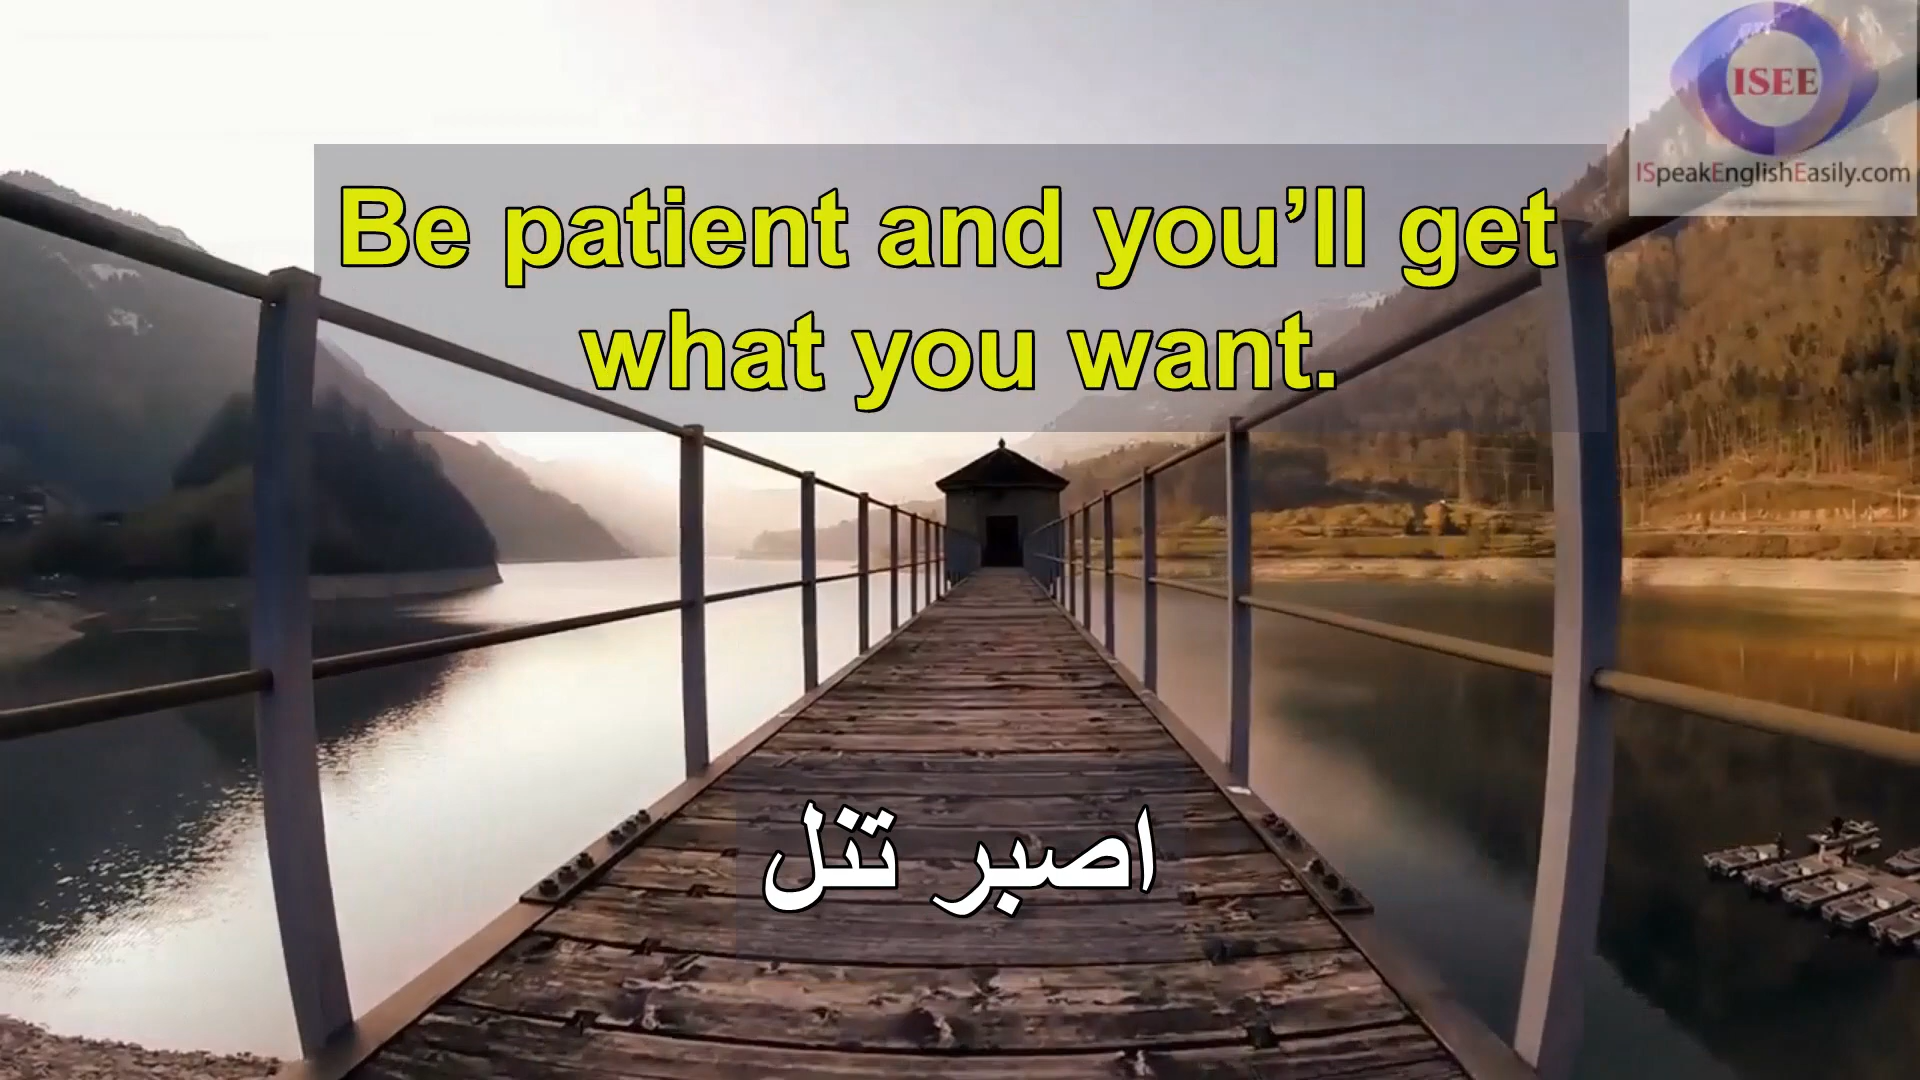 ISEE
ISpeakEnglishEasily.com
Be patient and you’ll get
what you want.
اصبر تنل